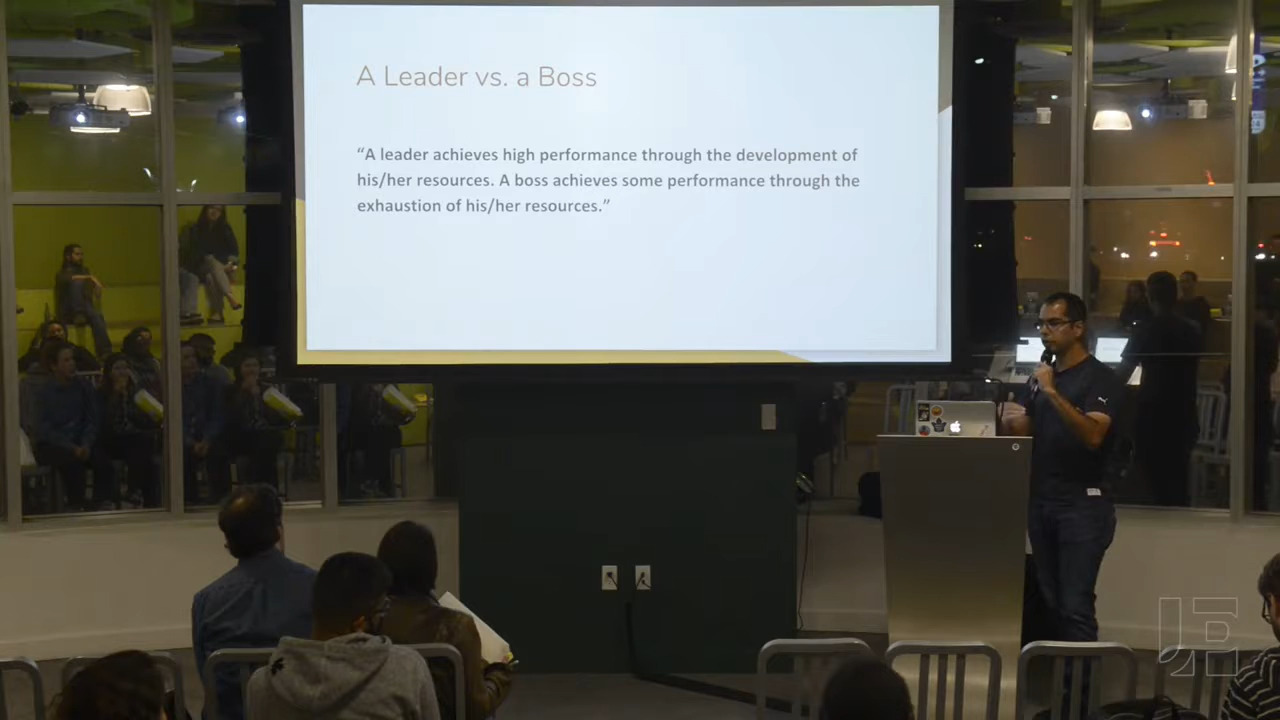 A Leader vs. a Boss
“A leader achieves high performance through the development of
his/her resources. A boss achieves some performance through the
exhaustion of his/her resources.”